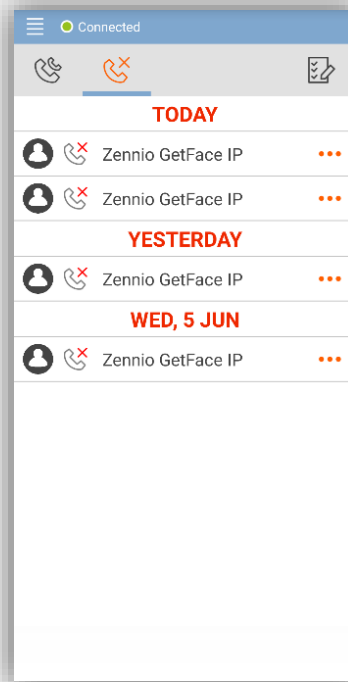 Connected
TODAY
Zennio GetFace IP
Zennio GetFace IP
YESTERDAY
Zennio GetFace IP
WED, 5 JUN
Zennio GetFace IP